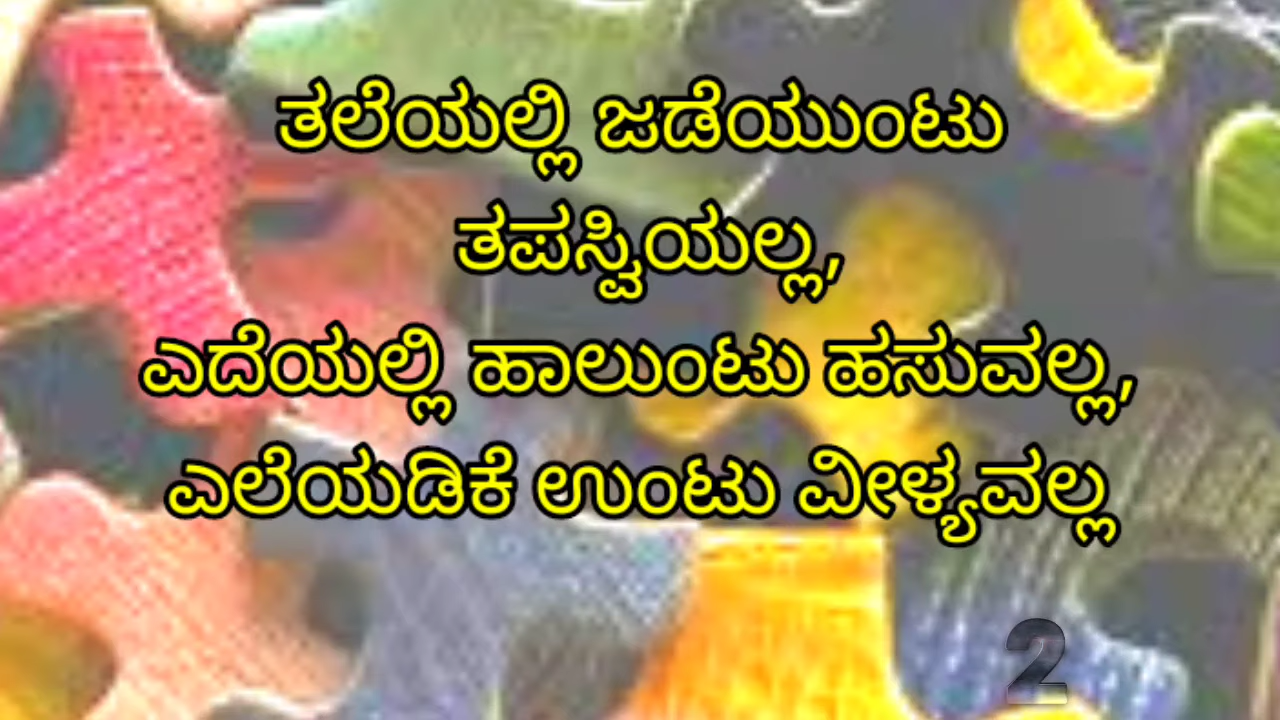 ತಲೆಯಲ್ಲಿ ಜಡೆಯುಂಟು
ತಪಸ್ವಿಯಲ್ಲ,
ಎದೆಯಲ್ಲಿ ಹಾಲುಂಟು ಹಸುವಲ್ಲ,
ಎಲೆಯಡಿಕೆ ಉಂಟು ವೀಳ್ಯವಲ್ಲ
2